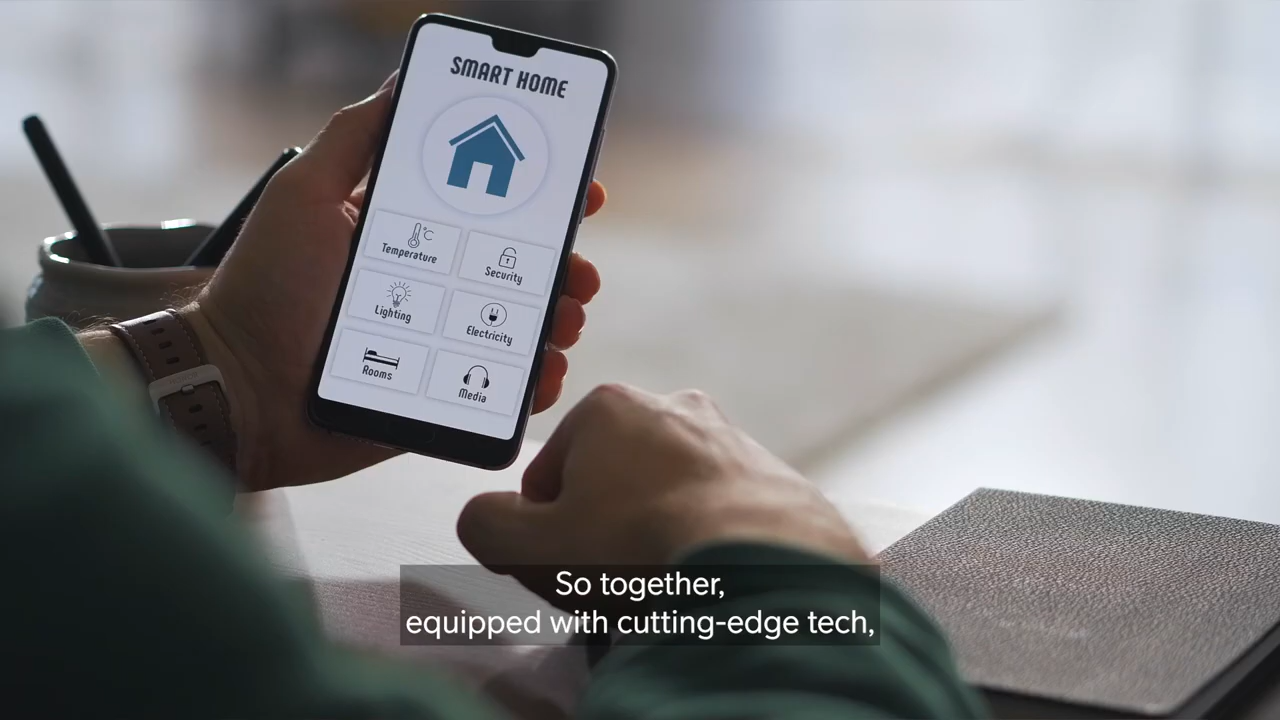 SMART HOME
°C
Temperature
Security
Lighting
Electricity
Rooms
Media
So together,
equipped with cutting-edge tech,